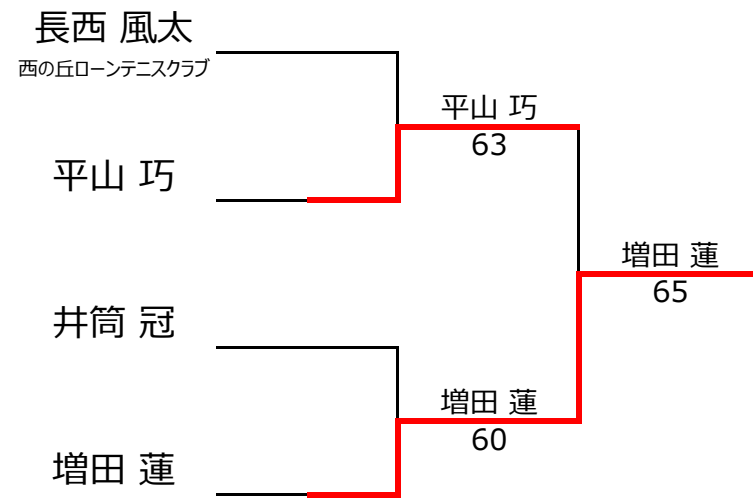 長西 風太
西の丘ローンテニスクラブ
平山 巧
63
平山 巧
増田 蓮
65
井筒 冠
増田 蓮
60
増田 蓮